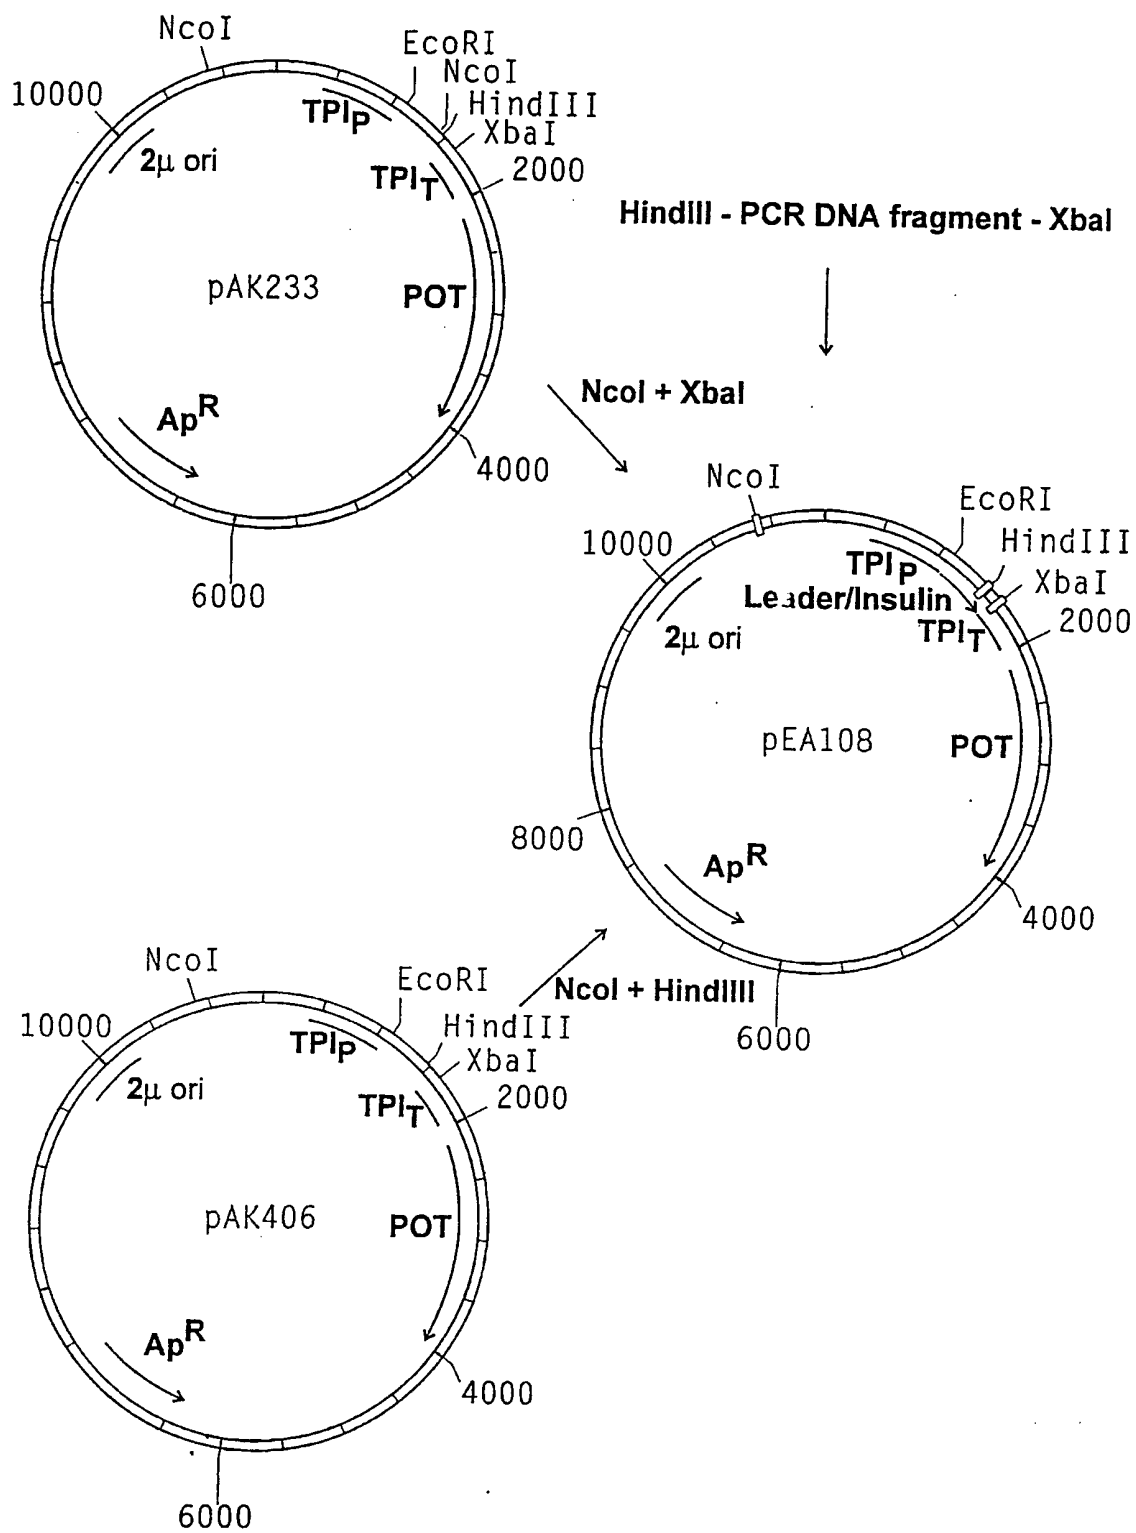 NcoI
EcoRI
NcoI
HindIII
XbaI
10000
TPIP
2μ ori
TPIT
2000
pAK233
POT
ApR
4000
6000
HindIII - PCR DNA fragment - XbaI
NcoI + XbaI
NcoI
EcoRI
HindIII
XbaI
10000
TPIP
Leader/Insulin
TPIT
2000
2μ ori
pEA108
POT
8000
ApR
4000
6000
NcoI + HindIIII
NcoI
EcoRI
HindIII
XbaI
10000
TPIP
2μ ori
TPIT
2000
pAK406
POT
ApR
4000
6000